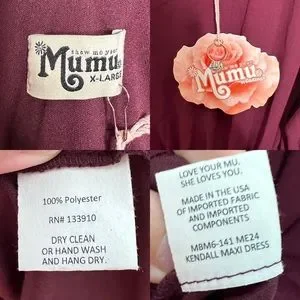 show me your
Mumu
X-LARGE
show me your
Mumu
100% Polyester
RN# 133910
DRY CLEAN
OR HAND WASH
AND HANG DRY.
LOVE YOUR MU.
SHE LOVES YOU.
MADE IN THE USA
OF IMPORTED FABRIC
AND IMPORTED
COMPONENTS
MBM6-141 ME24
KENDALL MAXI DRESS